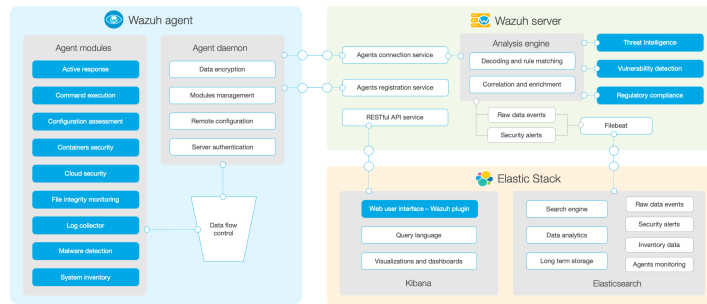 Wazuh agent
Agent modules
Active response
Command execution
Configuration assessment
Containers security
Cloud security
File integrity monitoring
Log collector
Malware detection
System inventory
Agent daemon
Data encryption
Modules management
Remote configuration
Server authentication
Data flow
control
Wazuh server
Agents connection service
Agents registration service
RESTful API service
Analysis engine
Decoding and rule matching
Correlation and enrichment
Raw data events
Security alerts
Filebeat
Threat Intelligence
Vulnerability detection
Regulatory compliance
Elastic Stack
Web user interface – Wazuh plugin
Query language
Visualizations and dashboards
Kibana
Search engine
Data analytics
Long term storage
Raw data events
Security alerts
Inventory data
Agents monitoring
Elasticsearch